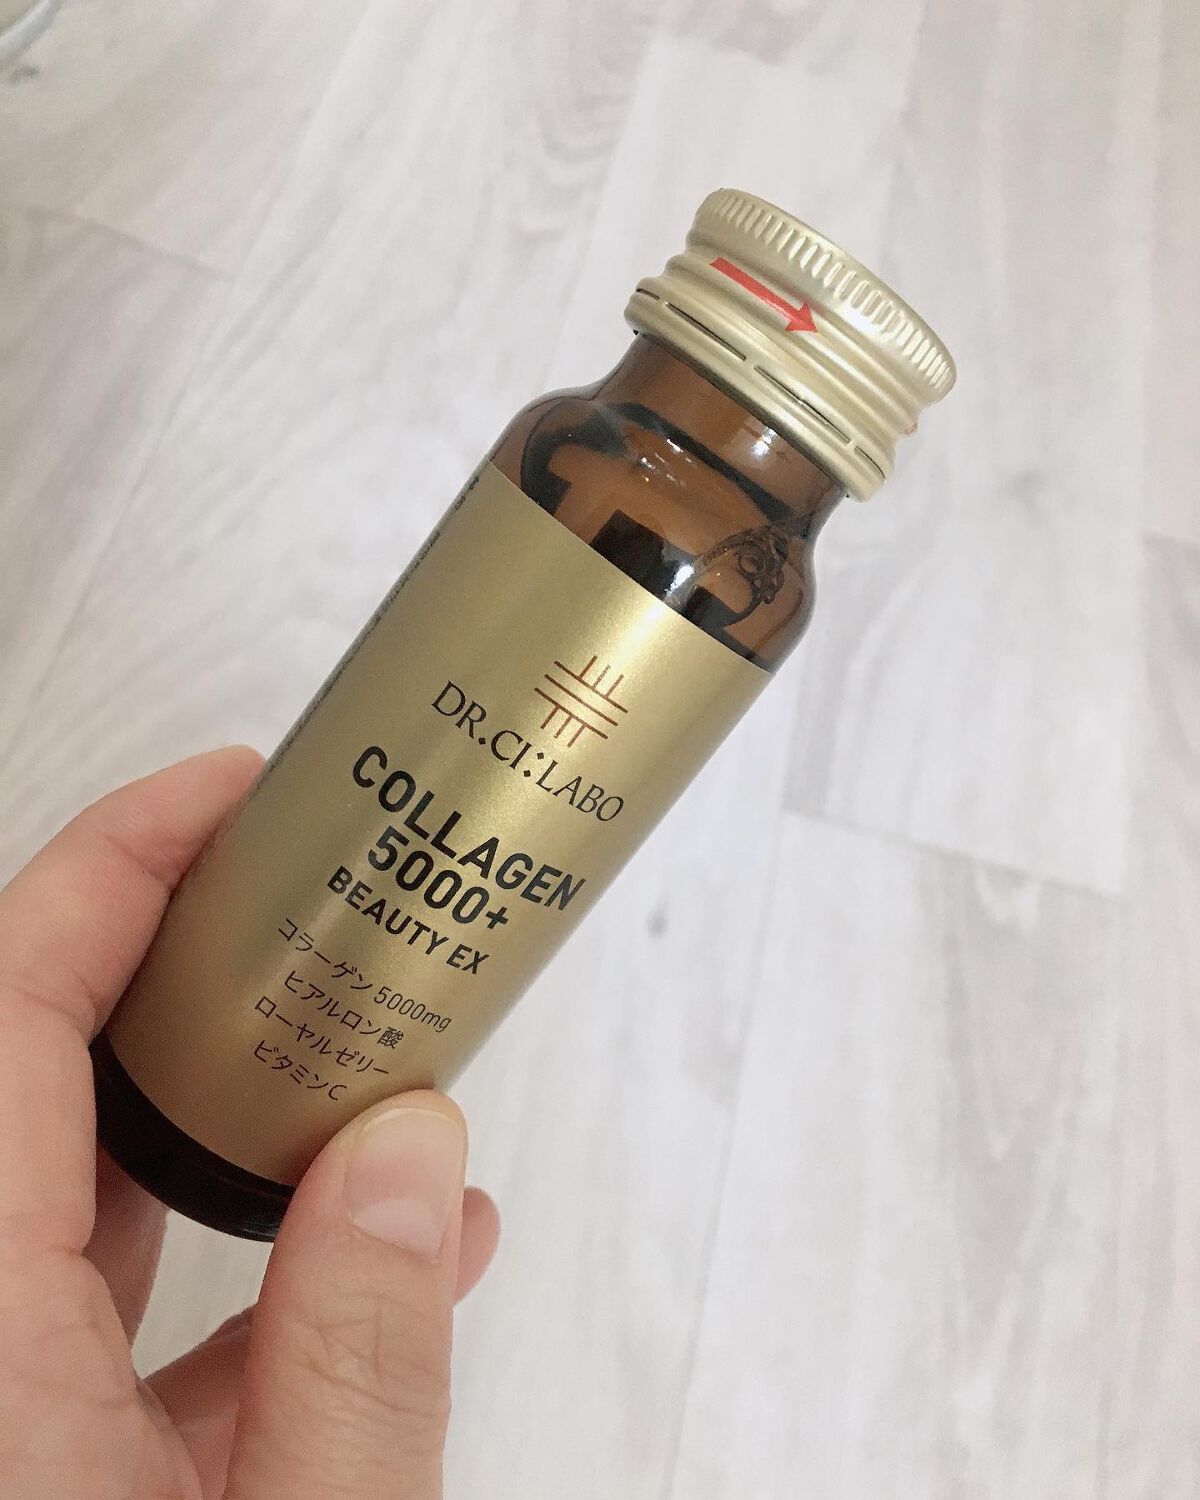 DR.CI:LABO
COLLAGEN
5000+
BEAUTY EX
コラーゲン 5000mg
ヒアルロン酸
ローヤルゼリー
ビタミンC